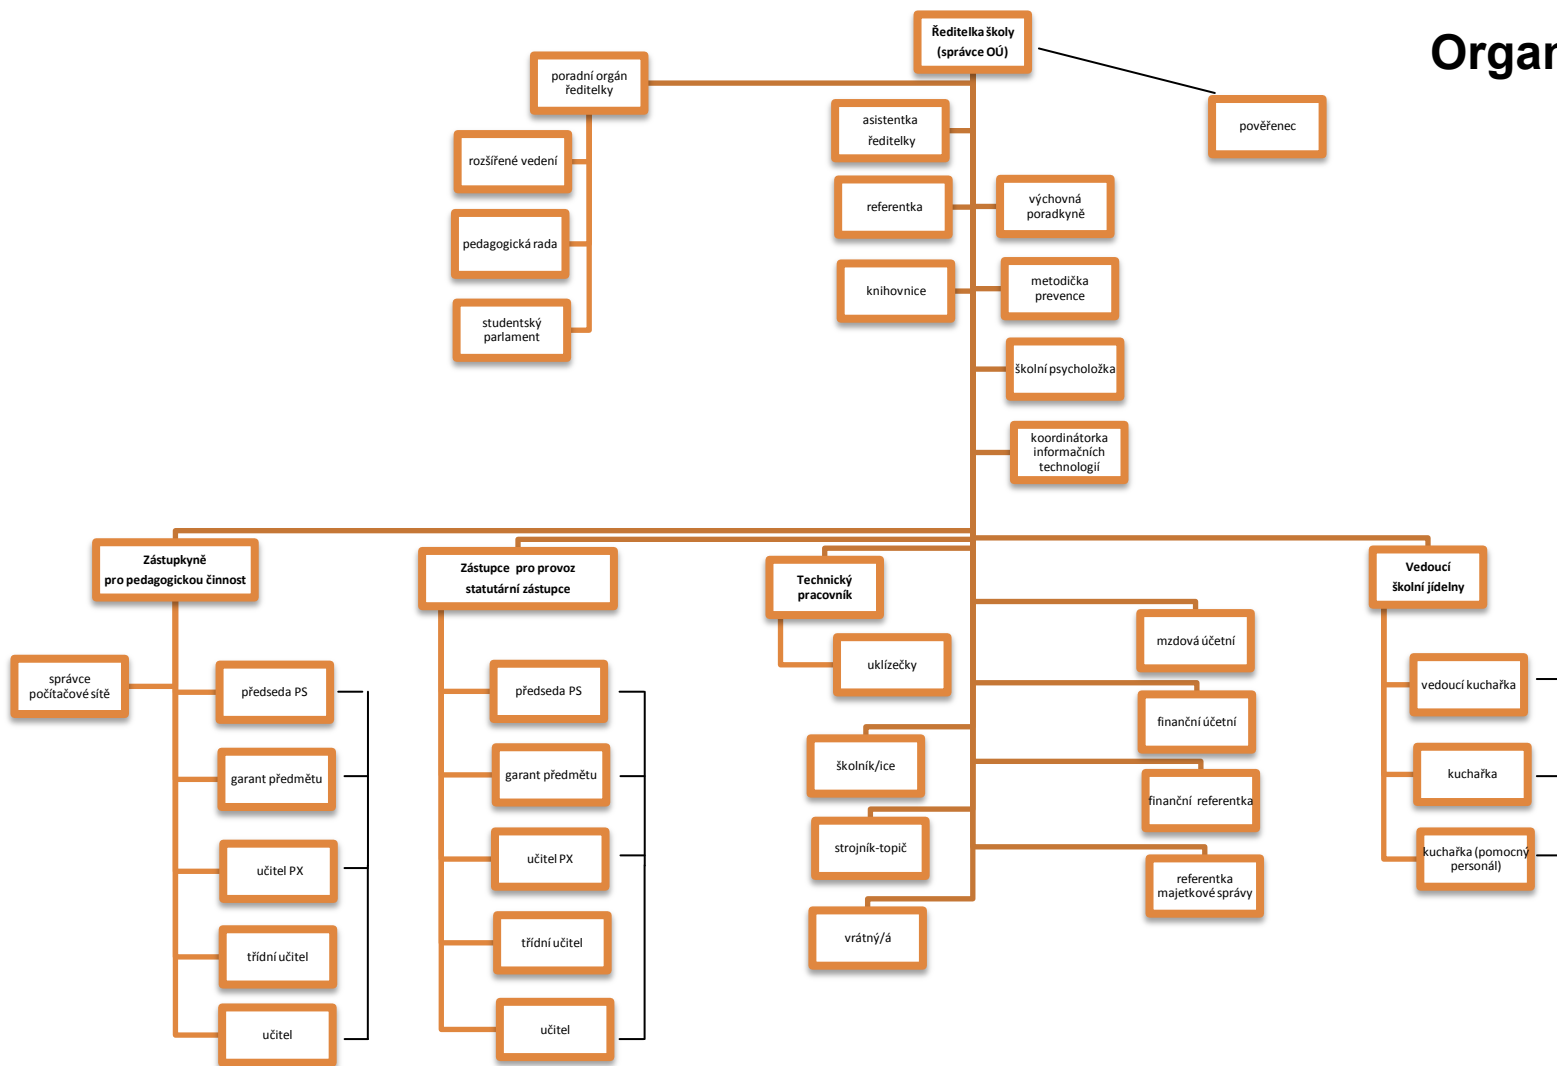 Ředitelka školy
(správce OÚ)
Organ
poradní orgán
ředitelky
pověřenec
asistentka
ředitelky
rozšířené vedení
referentka
výchovná
poradkyně
pedagogická rada
knihovnice
metodička
prevence
studentský
parlament
školní psycholožka
koordinátorka
informačních
technologií
Zástupkyně
pro pedagogickou činnost
Zástupce pro provoz
statutární zástupce
Technický
pracovník
Vedoucí
školní jídelny
správce
počítačové sítě
předseda PS
garant předmětu
učitel PX
třídní učitel
učitel
předseda PS
garant předmětu
učitel PX
třídní učitel
učitel
uklízečky
školník/ice
strojník-topič
vrátný/á
mzdová účetní
finanční účetní
finanční referentka
referentka
majetkové správy
vedoucí kuchařka
kuchařka
kuchařka (pomocný
personál)